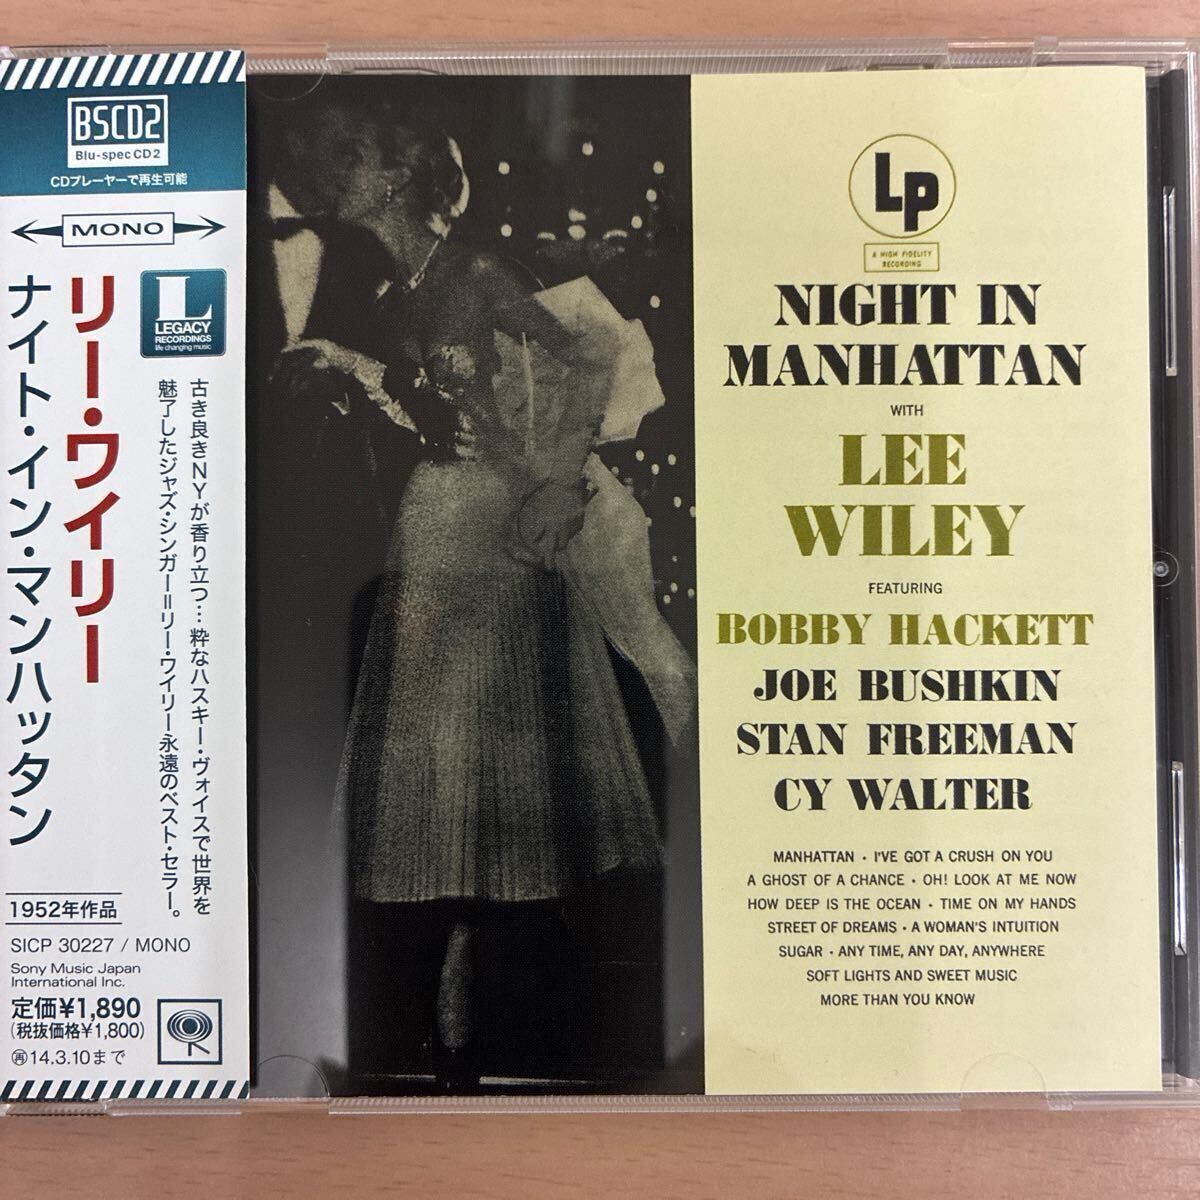 BSCD2
Blu-spec CD 2
CDプレーヤーで再生可能
MONO
リー・ワイリー
ナイト・イン・マンハッタン
L
LEGACY
RECORDINGS
life changing music
古き良きNYが香り立つ…粋なハスキー・ヴォイスで世界を
魅了したジャズ・シンガー=リー・ワイリー永遠のベスト・セラー。
1952年作品
SICP 30227 / MONO
Sony Music Japan
International Inc.
定価¥1,890
(税抜価格¥1,800)
㋐14.3.10まで
LP
A HIGH FIDELITY
RECORDING
NIGHT IN
MANHATTAN
WITH
LEE
WILEY
FEATURING
BOBBY HACKETT
JOE BUSHKIN
STAN FREEMAN
CY WALTER
MANHATTAN • I'VE GOT A CRUSH ON YOU
A GHOST OF A CHANCE • OH! LOOK AT ME NOW
HOW DEEP IS THE OCEAN • TIME ON MY HANDS
STREET OF DREAMS • A WOMAN'S INTUITION
SUGAR • ANY TIME, ANY DAY, ANYWHERE
SOFT LIGHTS AND SWEET MUSIC
MORE THAN YOU KNOW